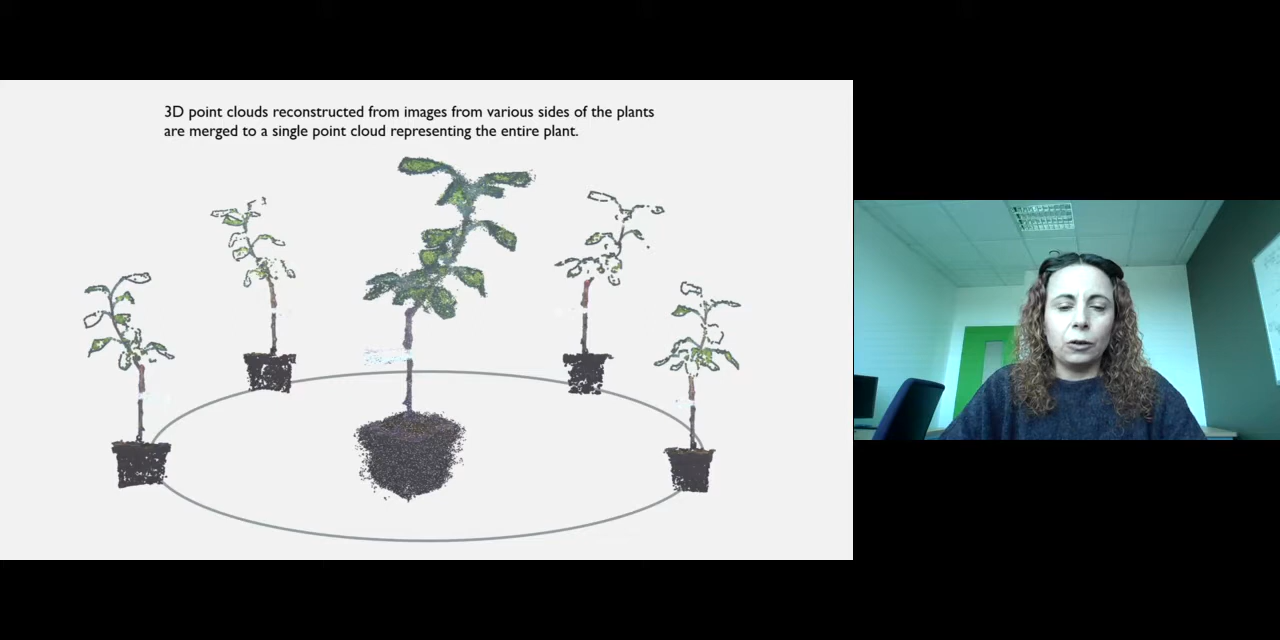 3D point clouds reconstructed from images from various sides of the plants
are merged to a single point cloud representing the entire plant.